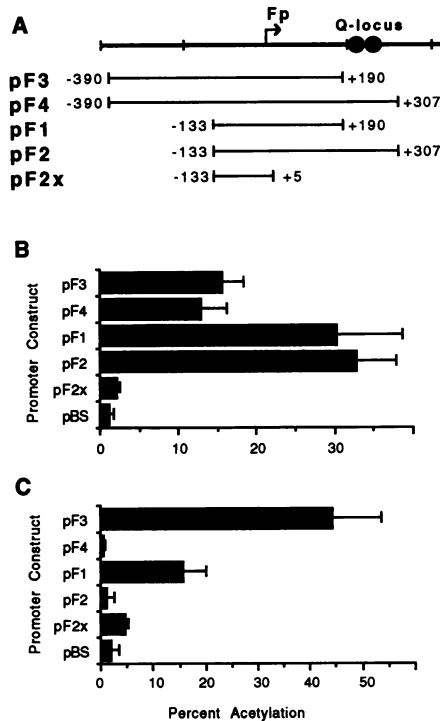 A
Fp
Q-locus
pF3 -390 +190
pF4 -390 +307
pF1 -133 +190
pF2 -133 +307
pF2x -133 +5
B
Promoter Construct
pF3
pF4
pF1
pF2
pF2x
pBS
0 10 20 30
C
Promoter Construct
pF3
pF4
pF1
pF2
pF2x
pBS
0 10 20 30 40 50
Percent Acetylation